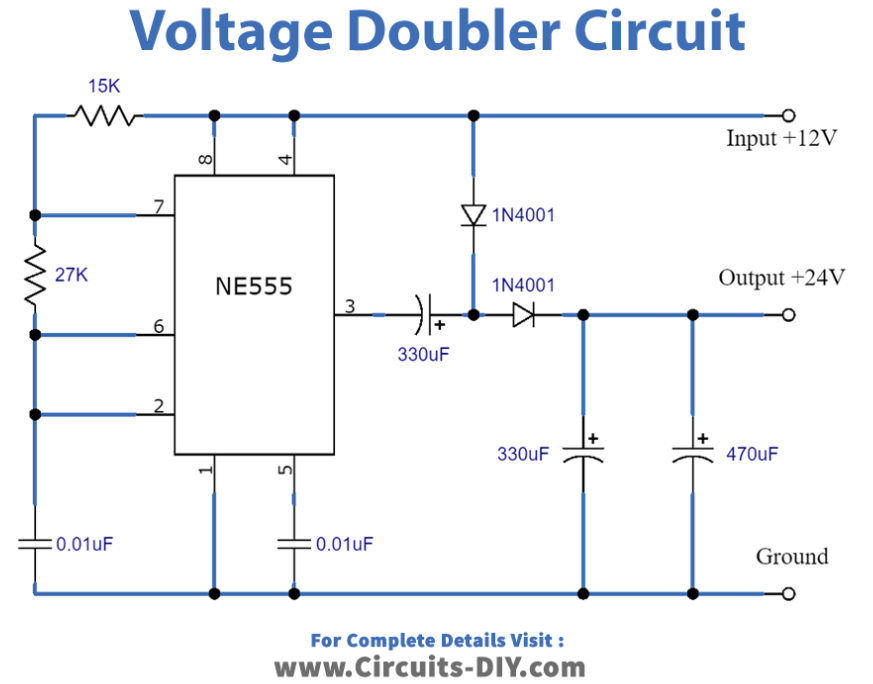 Voltage Doubler Circuit
15K
8
4
Input +12V
7
1N4001
27K
NE555
1N4001
Output +24V
3
+
6
330uF
2
+
+
330uF
470uF
1
5
0.01uF
0.01uF
Ground
For Complete Details Visit :
www.Circuits-DIY.com